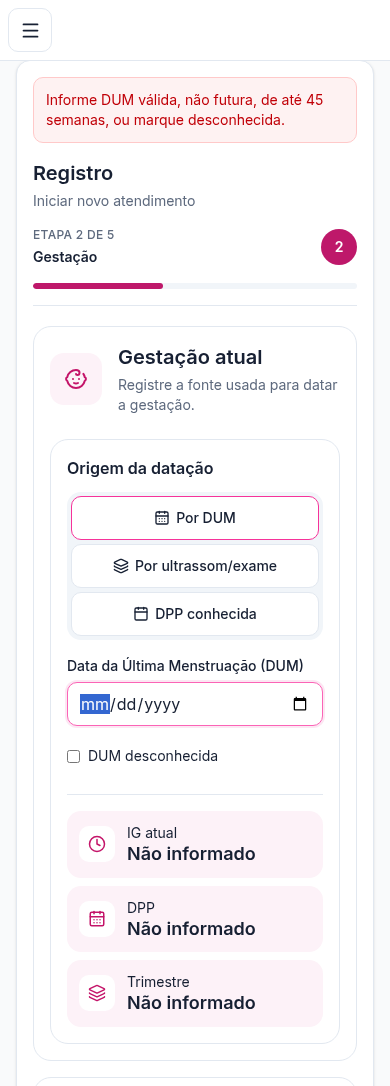 Informe DUM válida, não futura, de até 45
semanas, ou marque desconhecida.
Registro
Iniciar novo atendimento
ETAPA 2 DE 5
Gestação
2
Gestação atual
Registre a fonte usada para datar
a gestação.
Origem da datação
Por DUM
Por ultrassom/exame
DPP conhecida
Data da Última Menstruação (DUM)
mm/dd/yyyy
DUM desconhecida
IG atual
Não informado
DPP
Não informado
Trimestre
Não informado